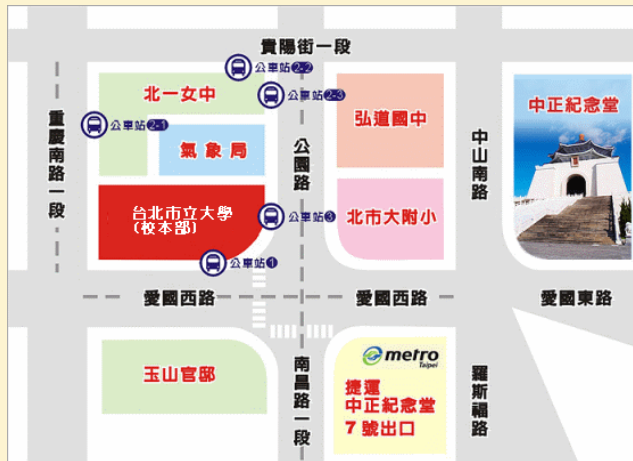 貴陽街一段
公車站2-2
北一女中
公車站2-3
中正紀念堂
重慶南路一段
公車站2-1
氣象局
公園路
弘道國中
中山南路
台北市立大學
(校本部)
公車站3
北市大附小
公車站1
愛國西路
愛國西路
愛國東路
玉山官邸
南昌路一段
metro
Taipei
捷運
中正紀念堂
7號出口
羅斯福路